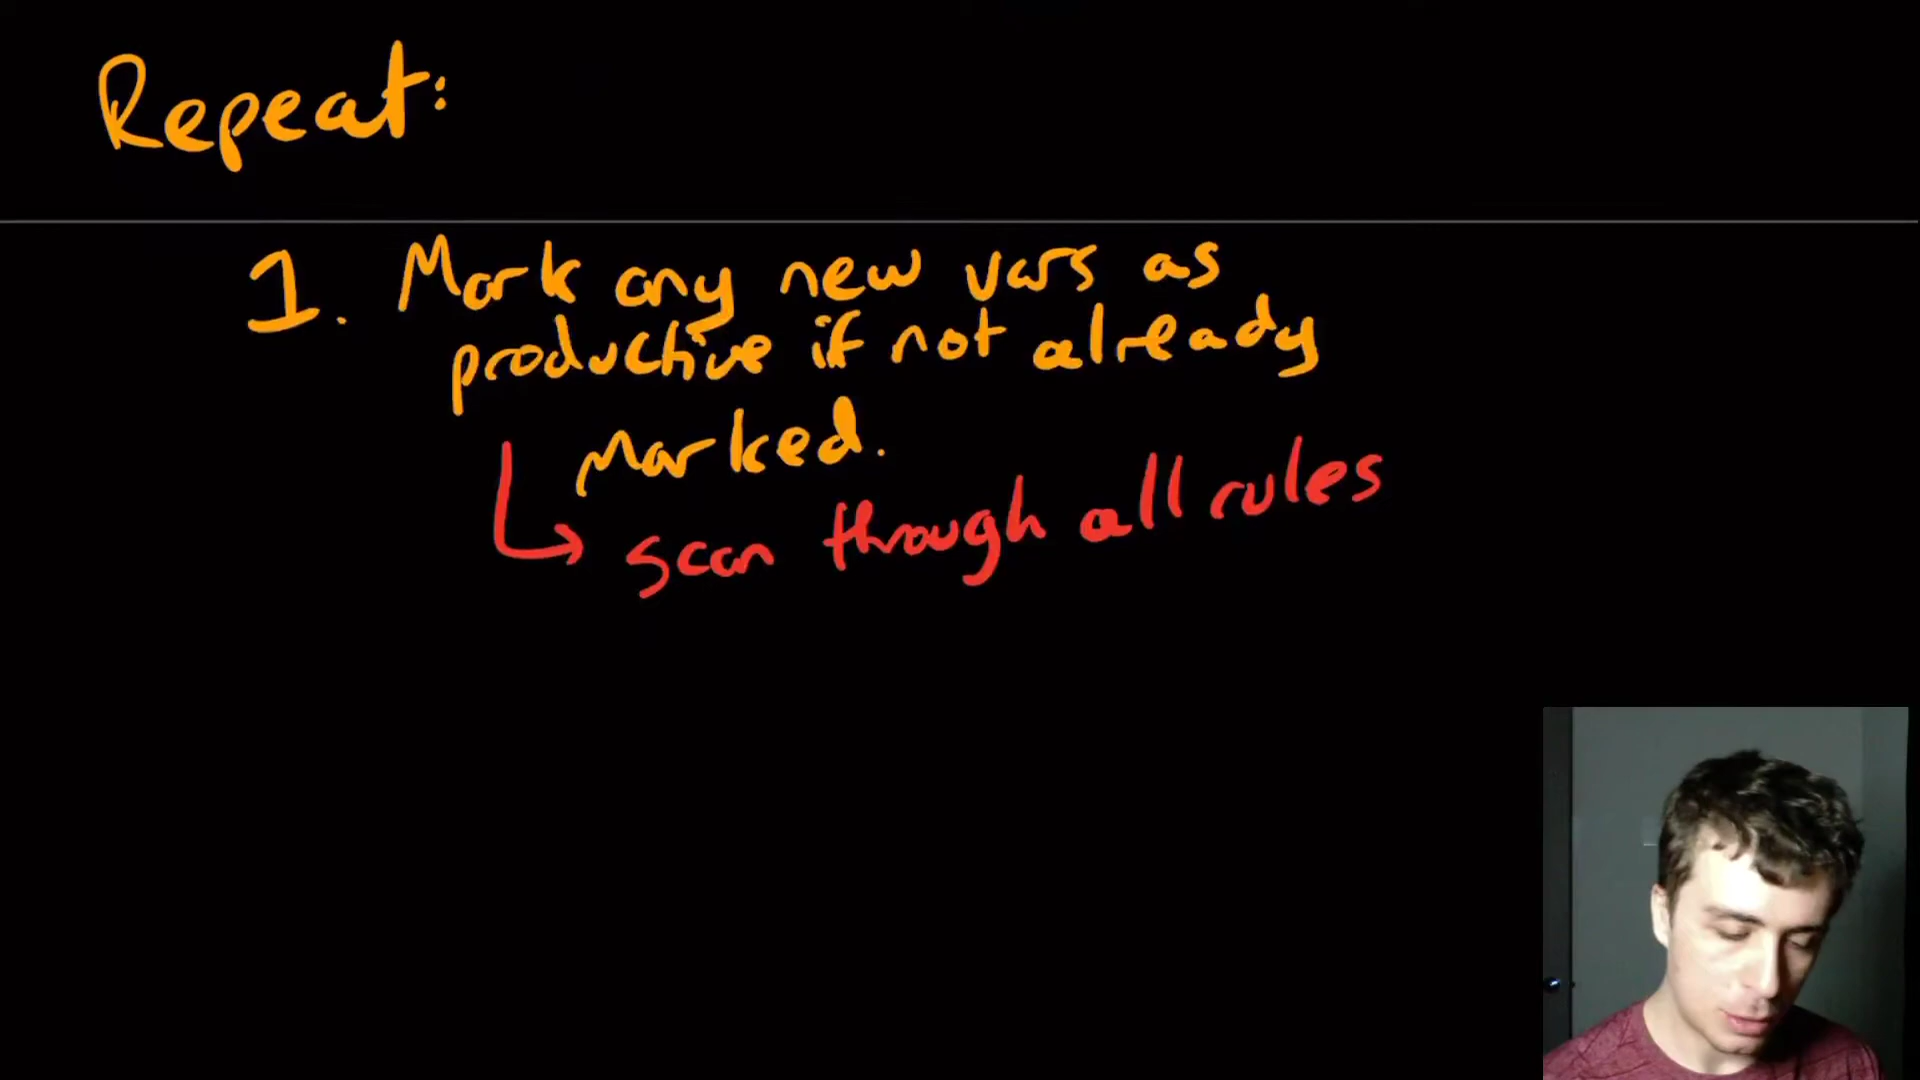 Repeat:
1. Mark any new vars as
productive if not already
marked.
scan through all rules